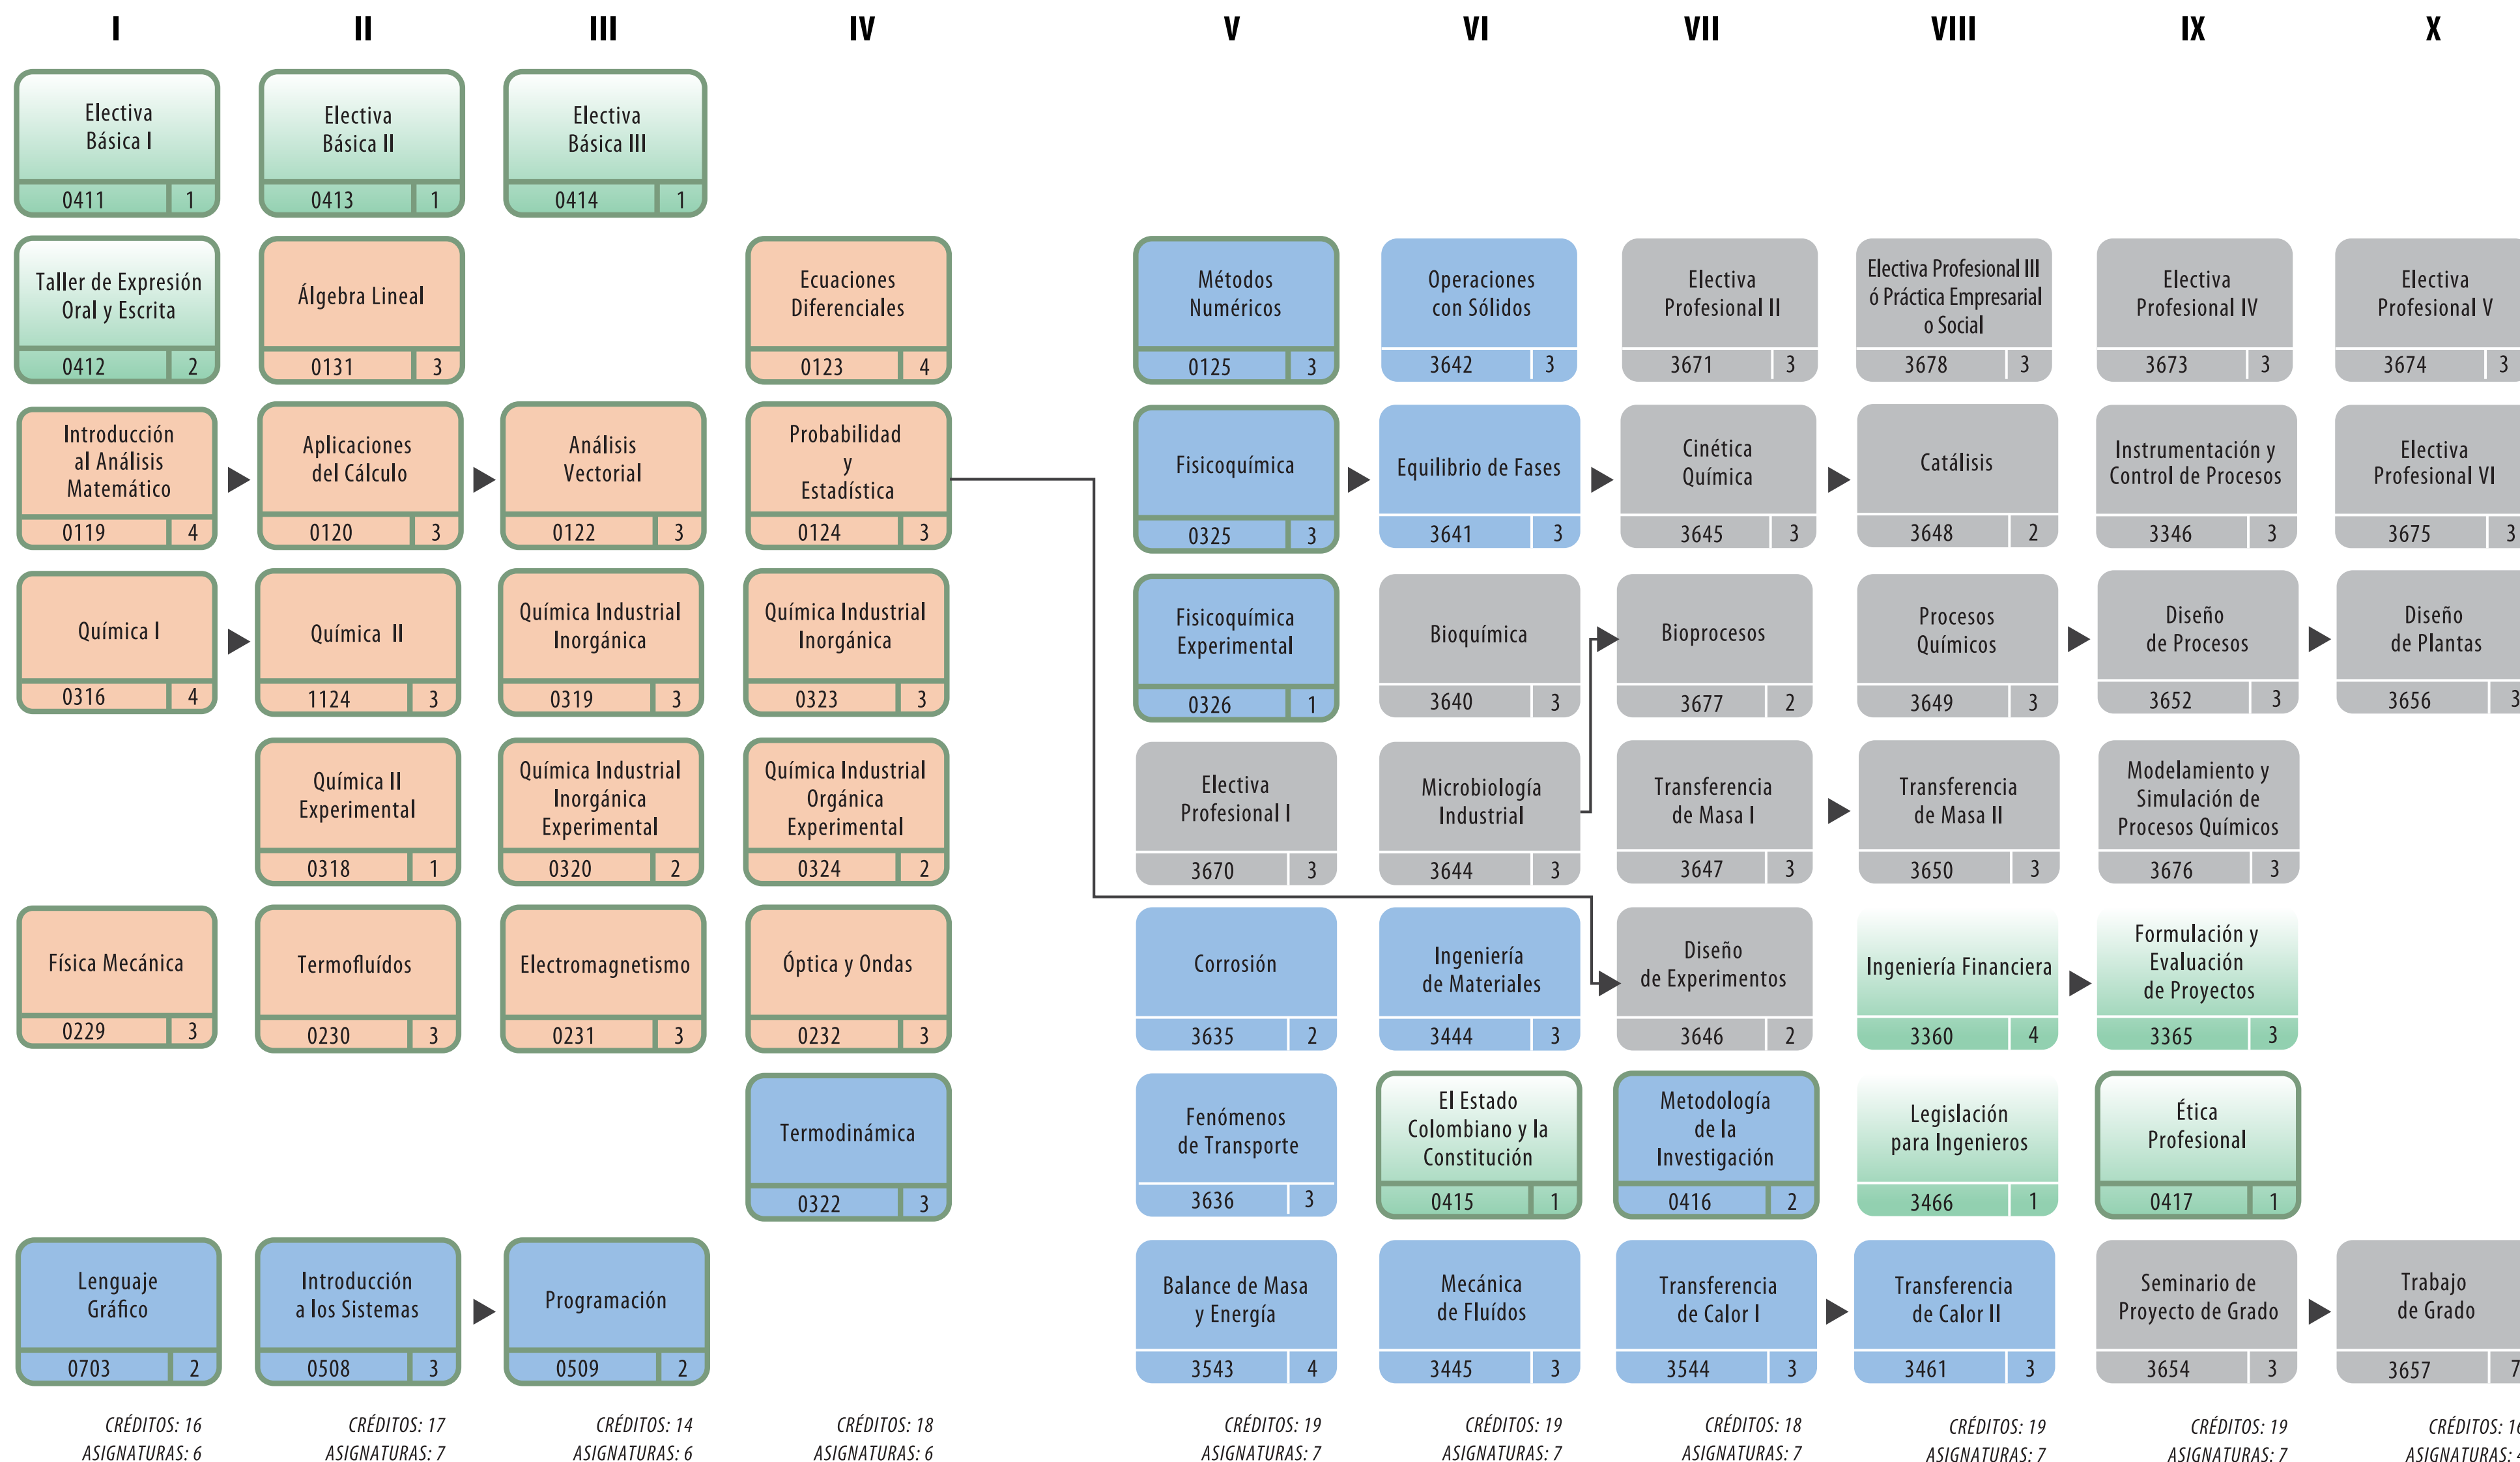 I
II
III
IV
V
VI
VII
VIII
IX
X
Electiva
Básica I
0411 1
Electiva
Básica II
0413 1
Electiva
Básica III
0414 1
Taller de Expresión
Oral y Escrita
0412 2
Álgebra Lineal
0131 3
Ecuaciones
Diferenciales
0123 4
Métodos
Numéricos
0125 3
Operaciones
con Sólidos
3642 3
Electiva
Profesional II
3671 3
Electiva Profesional III
ó Práctica Empresarial
o Social
3678 3
Electiva
Profesional IV
3673 3
Electiva
Profesional V
3674 3
Introducción
al Análisis
Matemático
0119 4
Aplicaciones
del Cálculo
0120 3
Análisis
Vectorial
0122 3
Probabilidad
y
Estadística
0124 3
Fisicoquímica
0325 3
Equilibrio de Fases
3641 3
Cinética
Química
3645 3
Catálisis
3648 2
Instrumentación y
Control de Procesos
3346 3
Electiva
Profesional VI
3675 3
Química I
0316 4
Química II
1124 3
Química Industrial
Inorgánica
0319 3
Química Industrial
Inorgánica
0323 3
Fisicoquímica
Experimental
0326 1
Bioquímica
3640 3
Bioprocesos
3677 2
Procesos
Químicos
3649 3
Diseño
de Procesos
3652 3
Diseño
de Plantas
3656 3
Química II
Experimental
0318 1
Química Industrial
Inorgánica
Experimental
0320 2
Química Industrial
Orgánica
Experimental
0324 2
Electiva
Profesional I
3670 3
Microbiología
Industrial
3644 3
Transferencia
de Masa I
3647 3
Transferencia
de Masa II
3650 3
Modelamiento y
Simulación de
Procesos Químicos
3676 3
Física Mecánica
0229 3
Termofluídos
0230 3
Electromagnetismo
0231 3
Óptica y Ondas
0232 3
Corrosión
3635 2
Ingeniería
de Materiales
3444 3
Diseño
de Experimentos
3646 2
Ingeniería Financiera
3360 4
Formulación y
Evaluación
de Proyectos
3365 3
Termodinámica
0322 3
Fenómenos
de Transporte
3636 3
El Estado
Colombiano y la
Constitución
0415 1
Metodología
de la
Investigación
0416 2
Legislación
para Ingenieros
3466 1
Ética
Profesional
0417 1
Lenguaje
Gráfico
0703 2
Introducción
a los Sistemas
0508 3
Programación
0509 2
Balance de Masa
y Energía
3543 4
Mecánica
de Fluídos
3445 3
Transferencia
de Calor I
3544 3
Transferencia
de Calor II
3461 3
Seminario de
Proyecto de Grado
3654 3
Trabajo
de Grado
3657 7
CRÉDITOS: 16
ASIGNATURAS: 6
CRÉDITOS: 17
ASIGNATURAS: 7
CRÉDITOS: 14
ASIGNATURAS: 6
CRÉDITOS: 18
ASIGNATURAS: 6
CRÉDITOS: 19
ASIGNATURAS: 7
CRÉDITOS: 19
ASIGNATURAS: 7
CRÉDITOS: 18
ASIGNATURAS: 7
CRÉDITOS: 19
ASIGNATURAS: 7
CRÉDITOS: 19
ASIGNATURAS: 7
CRÉDITOS: 16
ASIGNATURAS: